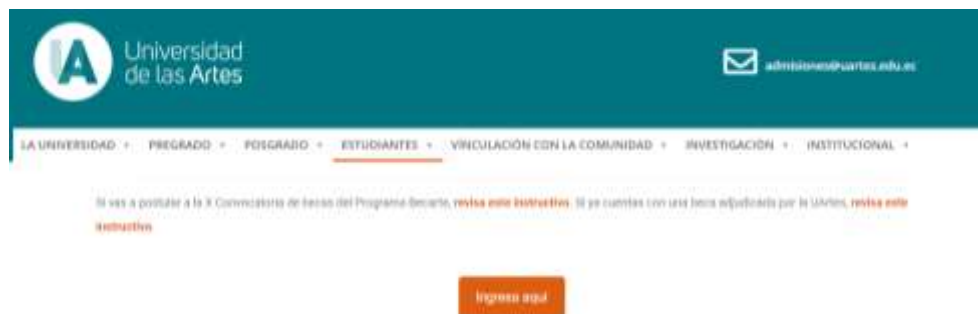 Universidad
de las Artes
admisiones@uartes.edu.ec
LA UNIVERSIDAD
PREGRADO
POSGRADO
ESTUDIANTES
VINCULACIÓN CON LA COMUNIDAD
INVESTIGACIÓN
INSTITUCIONAL
Si vas a postular a la X Convocatoria de becas del Programa Becarte, revisa este instructivo. Si ya cuentas con una beca adjudicada por la UArtes, revisa este
instructivo
Ingresa aquí